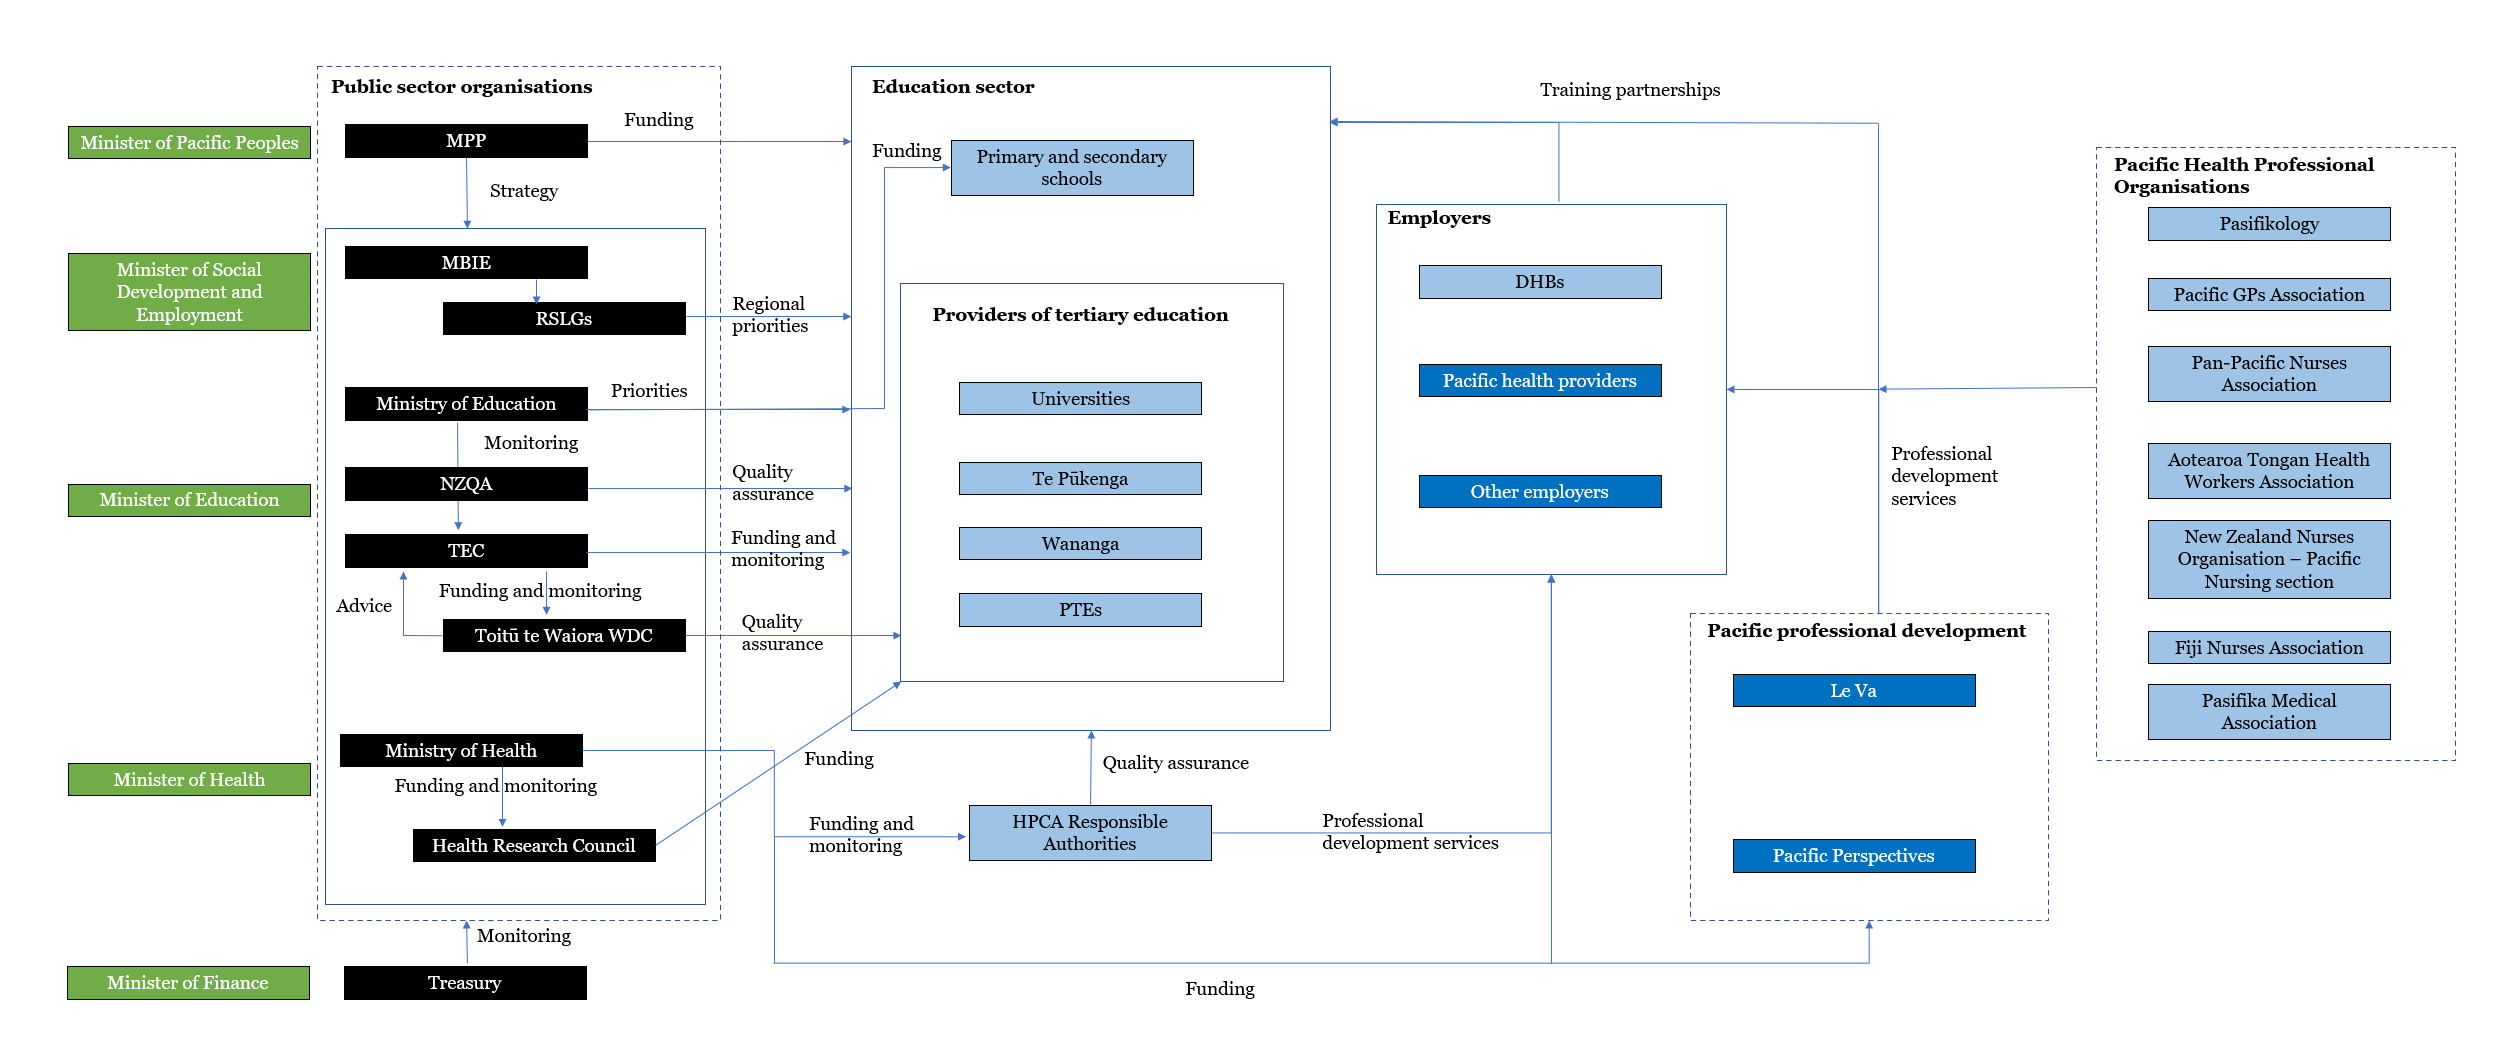 Public sector organisations
Minister of Pacific Peoples
MPP
Funding
Strategy
Minister of Social
Development and
Employment
MBIE
RSLGs
Regional
priorities
Ministry of Education
Priorities
Monitoring
Minister of Education
NZQA
Quality
assurance
TEC
Funding and
monitoring
Funding and monitoring
Advice
Toitū te Waiora WDC
Quality
assurance
Minister of Health
Ministry of Health
Funding and monitoring
Health Research Council
Funding
Monitoring
Minister of Finance
Treasury
Education sector
Funding
Primary and secondary
schools
Providers of tertiary education
Universities
Te Pūkenga
Wananga
PTEs
Quality assurance
Funding and
monitoring
HPCA Responsible
Authorities
Professional
development services
Funding
Training partnerships
Employers
DHBs
Pacific health providers
Other employers
Professional
development
services
Pacific professional development
Le Va
Pacific Perspectives
Pacific Health Professional
Organisations
Pasifikology
Pacific GPs Association
Pan-Pacific Nurses
Association
Aotearoa Tongan Health
Workers Association
New Zealand Nurses
Organisation – Pacific
Nursing section
Fiji Nurses Association
Pasifika Medical
Association